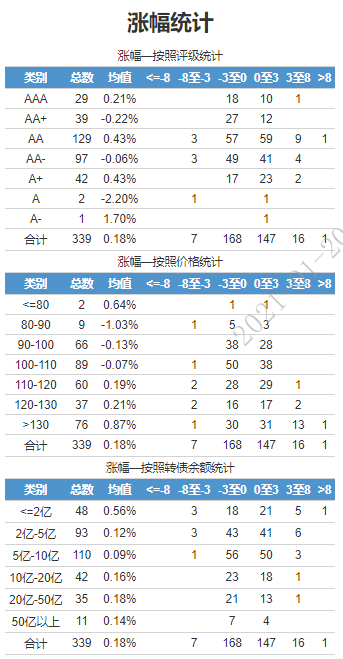 涨幅统计
涨幅—按照评级统计
类别 总数 均值 <=-8 -8至-3 -3至0 0至3 3至8 >8
AAA 29 0.21% 18 10 1
AA+ 39 -0.22% 27 12
AA 129 0.43% 3 57 59 9 1
AA- 97 -0.06% 3 49 41 4
A+ 42 0.43% 17 23 2
A 2 -2.20% 1 1
A- 1 1.70% 1
合计 339 0.18% 7 168 147 16 1
涨幅—按照价格统计
类别 总数 均值 <=-8 -8至-3 -3至0 0至3 3至8 >8
<=80 2 0.64% 1 1
80-90 9 -1.03% 1 5 3
90-100 66 -0.13% 38 28
100-110 89 -0.07% 1 50 38
110-120 60 0.19% 2 28 29 1
120-130 37 0.21% 2 16 17 2
>130 76 0.87% 1 30 31 13 1
合计 339 0.18% 7 168 147 16 1
涨幅—按照转债余额统计
类别 总数 均值 <=-8 -8至-3 -3至0 0至3 3至8 >8
<=2亿 48 0.56% 3 18 21 5 1
2亿-5亿 93 0.12% 3 43 41 6
5亿-10亿 110 0.09% 1 56 50 3
10亿-20亿 42 0.16% 23 18 1
20亿-50亿 35 0.18% 21 13 1
50亿以上 11 0.14% 7 4
合计 339 0.18% 7 168 147 16 1